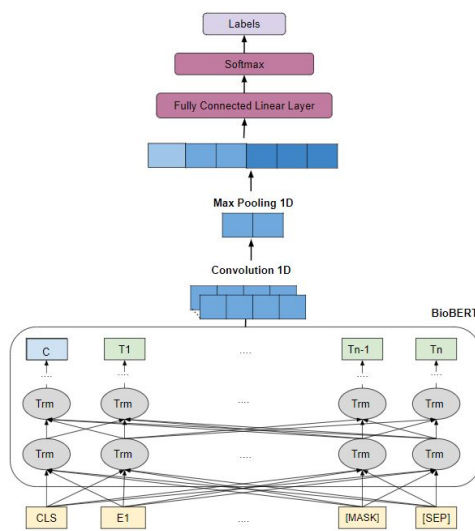 Labels
Softmax
Fully Connected Linear Layer
Max Pooling 1D
Convolution 1D
BioBERT
C T1 .... Tn-1 Tn
.... .... .... ....
Trm Trm .... Trm Trm
Trm Trm .... Trm Trm
CLS E1 .... [MASK] [SEP]